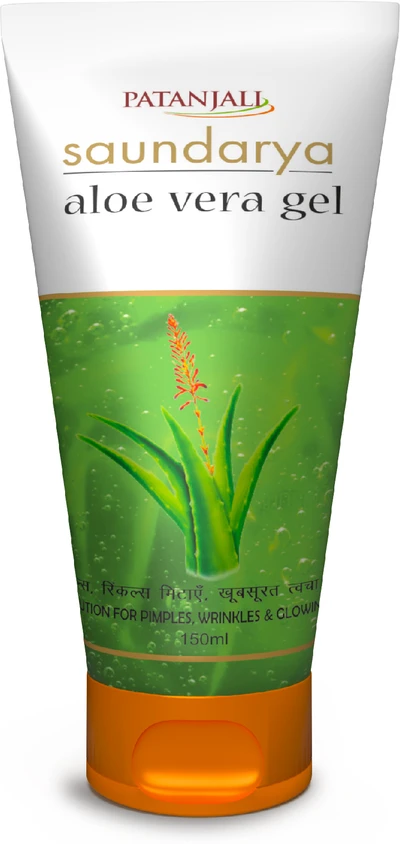 PATANJALI
saundarya
aloe vera gel
रिंकल्स मिटाएँ, खूबसूरत त्वचा
FOR PIMPLES, WRINKLES &
150ml